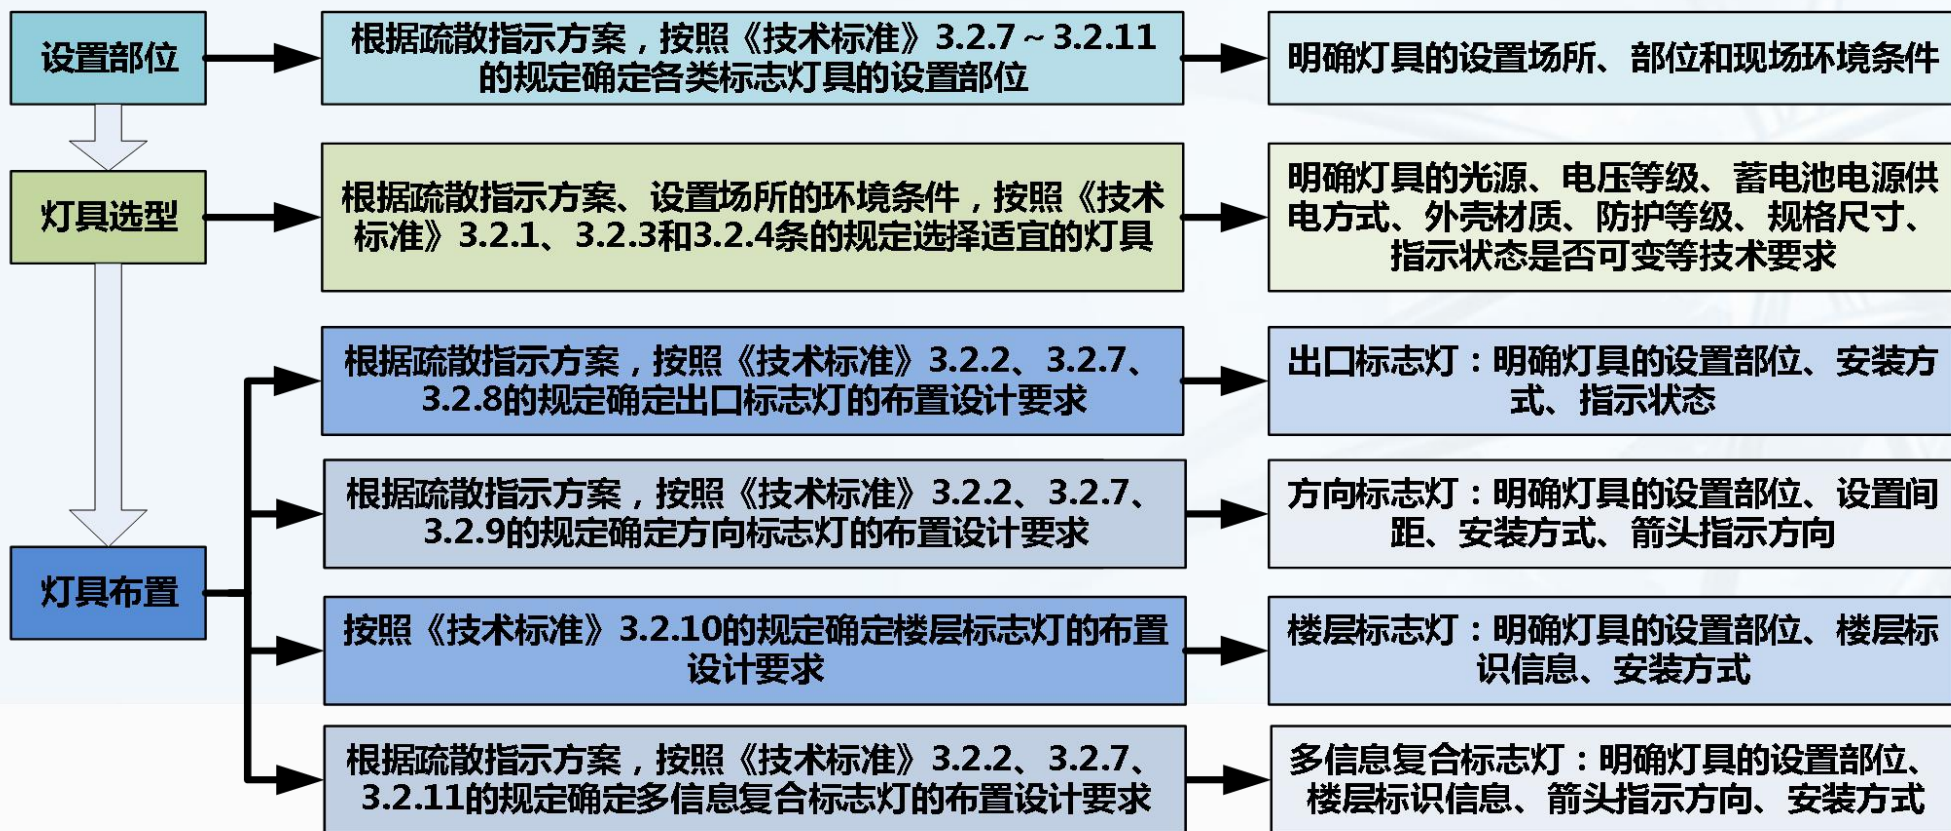 设置部位
根据疏散指示方案，按照《技术标准》3.2.7～3.2.11
的规定确定各类标志灯具的设置部位
明确灯具的设置场所、部位和现场环境条件
灯具选型
根据疏散指示方案、设置场所的环境条件，按照《技术
标准》3.2.1、3.2.3和3.2.4条的规定选择适宜的灯具
明确灯具的光源、电压等级、蓄电池电源供
电方式、外壳材质、防护等级、规格尺寸、
指示状态是否可变等技术要求
灯具布置
根据疏散指示方案，按照《技术标准》3.2.2、3.2.7、
3.2.8的规定确定出口标志灯的布置设计要求
出口标志灯：明确灯具的设置部位、安装方
式、指示状态
根据疏散指示方案，按照《技术标准》3.2.2、3.2.7、
3.2.9的规定确定方向标志灯的布置设计要求
方向标志灯：明确灯具的设置部位、设置间
距、安装方式、箭头指示方向
按照《技术标准》3.2.10的规定确定楼层标志灯的布置
设计要求
楼层标志灯：明确灯具的设置部位、楼层标
识信息、安装方式
根据疏散指示方案，按照《技术标准》3.2.2、3.2.7、
3.2.11的规定确定多信息复合标志灯的布置设计要求
多信息复合标志灯：明确灯具的设置部位、
楼层标识信息、箭头指示方向、安装方式